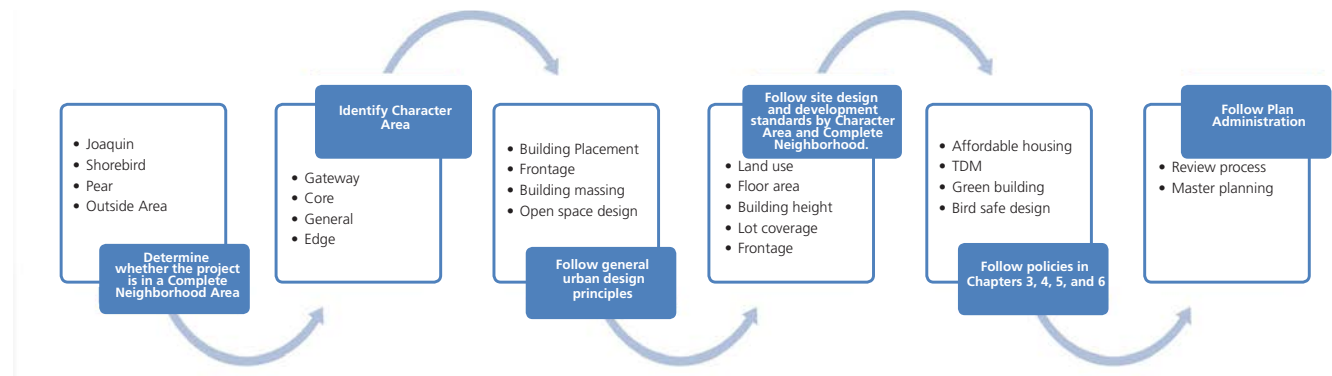 • Joaquin
• Shorebird
• Pear
• Outside Area
Determine
whether the project
is in a Complete
Neighborhood Area
Identify Character
Area
• Gateway
• Core
• General
• Edge
• Building Placement
• Frontage
• Building massing
• Open space design
Follow general
urban design
principles
Follow site design
and development
standards by Character
Area and Complete
Neighborhood.
• Land use
• Floor area
• Building height
• Lot coverage
• Frontage
• Affordable housing
• TDM
• Green building
• Bird safe design
Follow policies in
Chapters 3, 4, 5, and 6
Follow Plan
Administration
• Review process
• Master planning